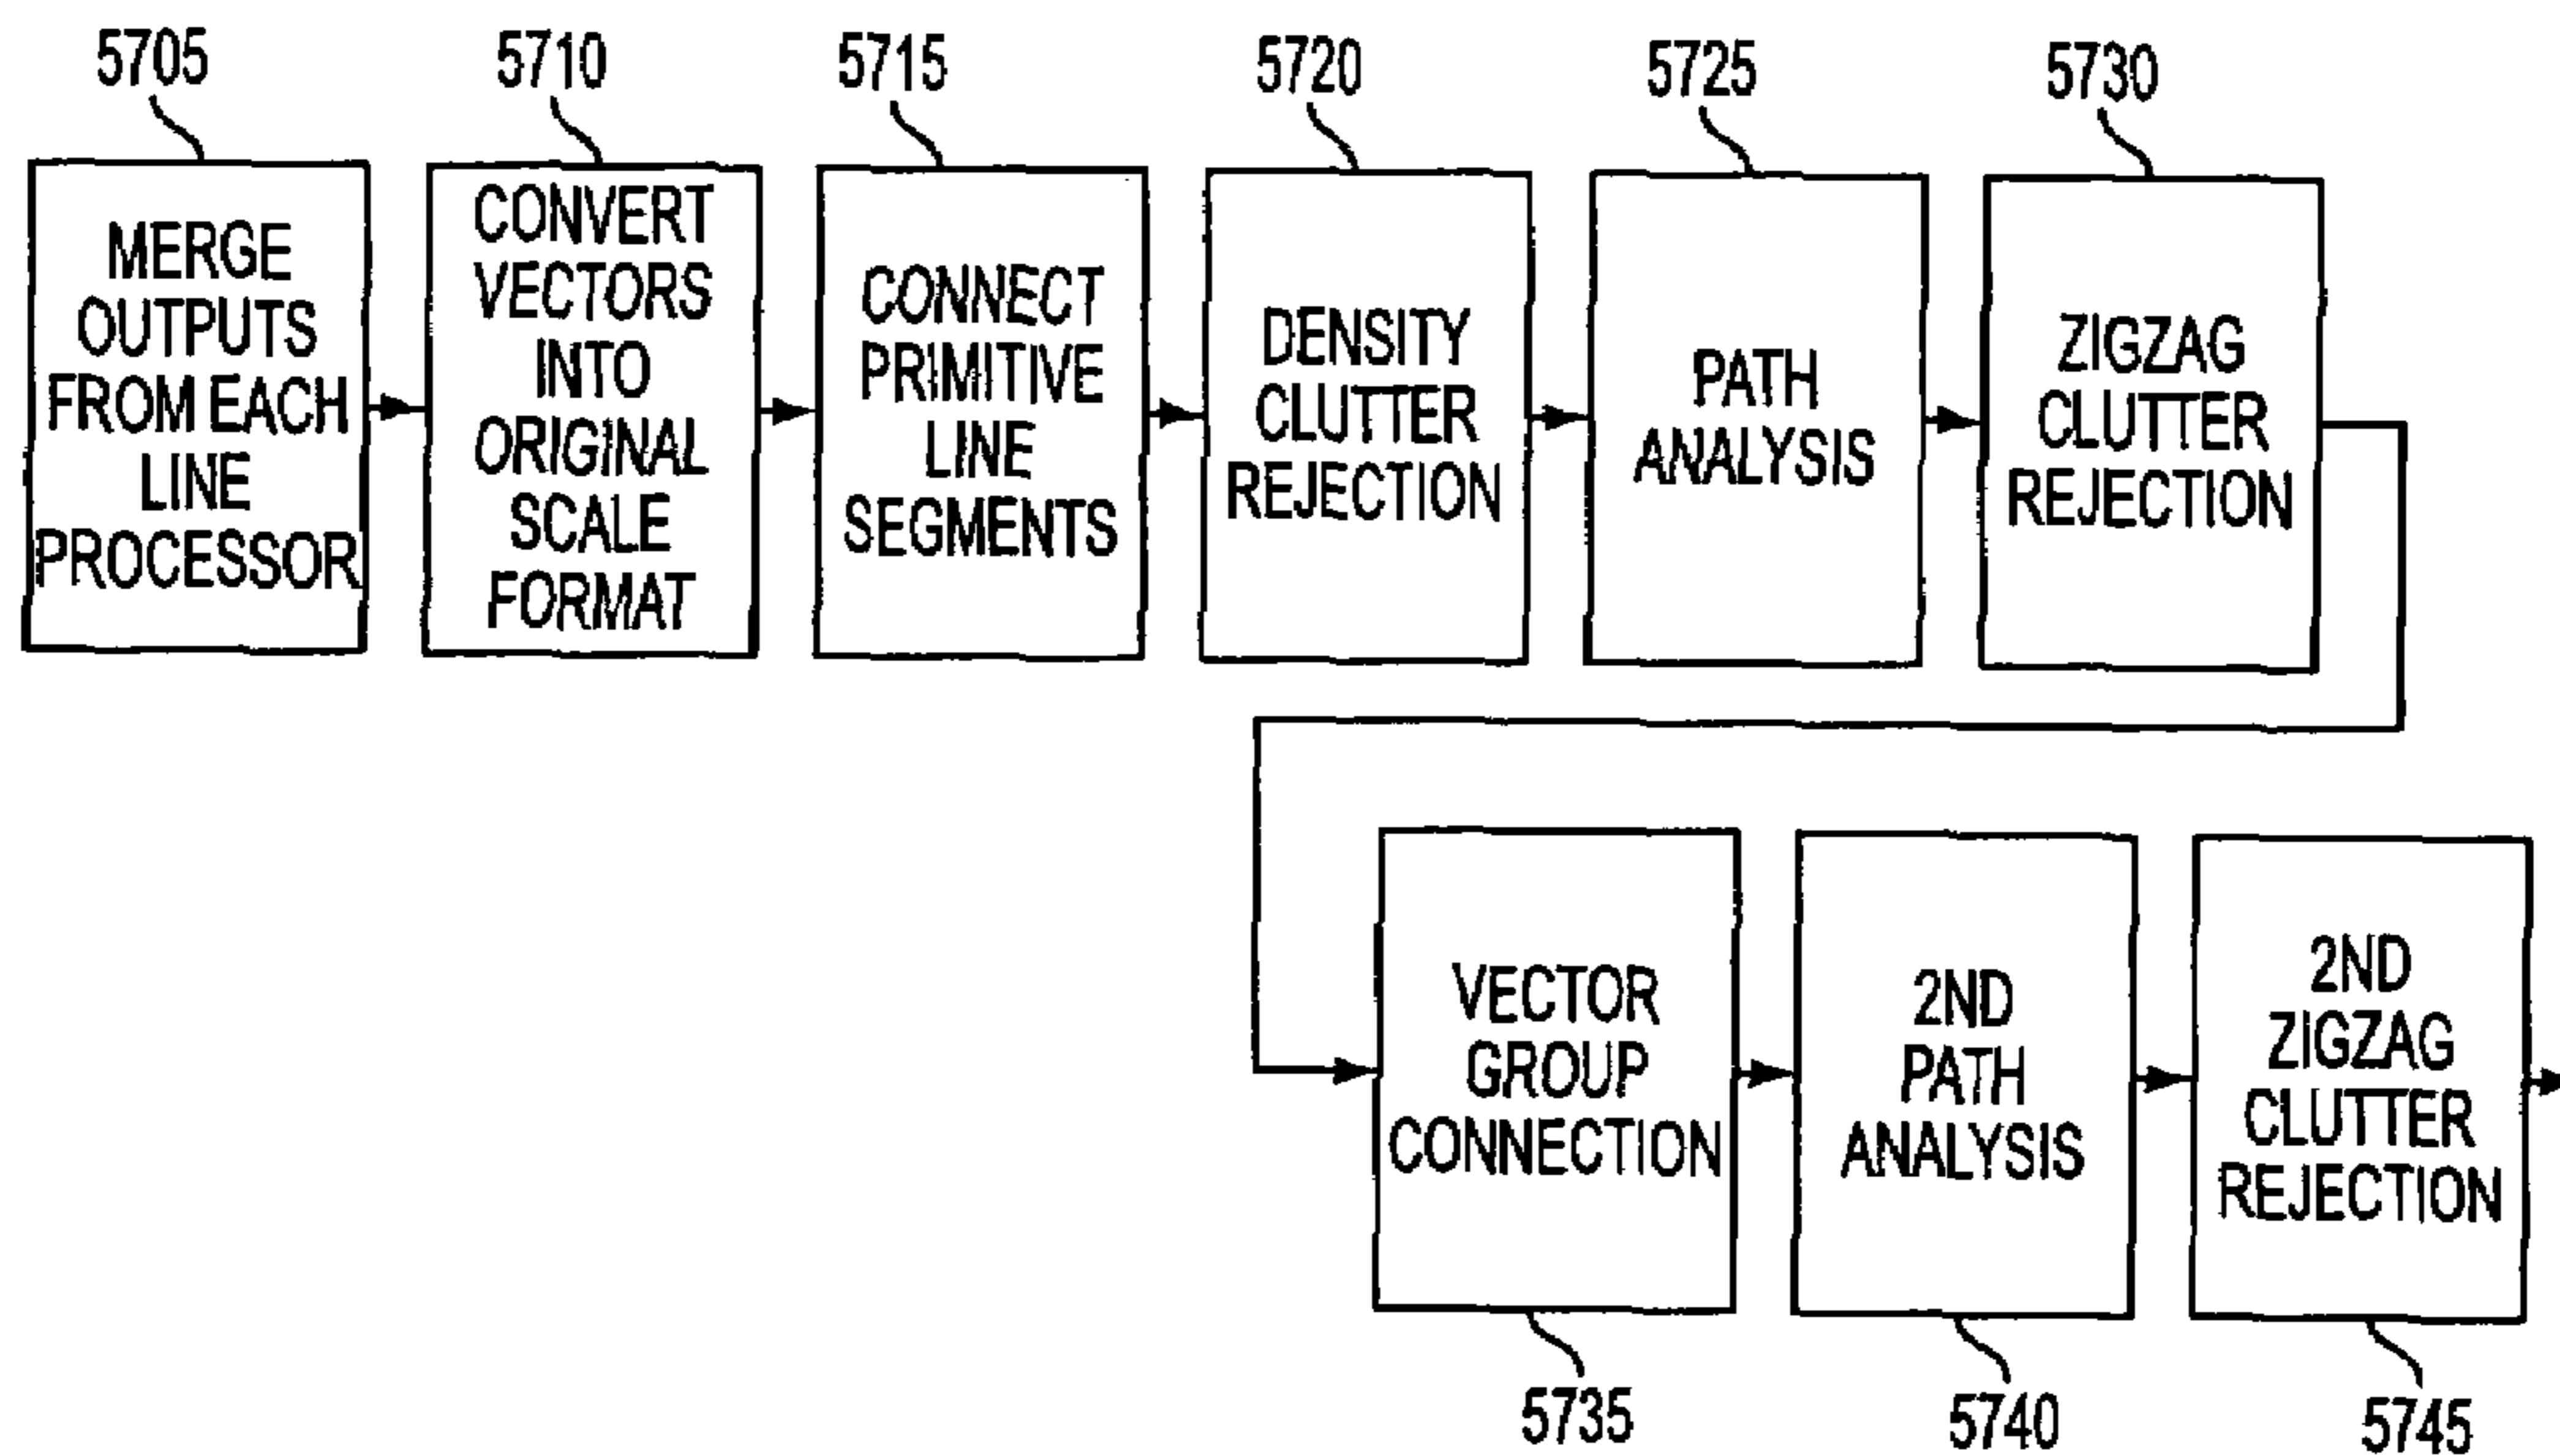 5705
5710
5715
5720
5725
5730
MERGE
OUTPUTS
FROM EACH
LINE
PROCESSOR
CONVERT
VECTORS
INTO
ORIGINAL
SCALE
FORMAT
CONNECT
PRIMITIVE
LINE
SEGMENTS
DENSITY
CLUTTER
REJECTION
PATH
ANALYSIS
ZIGZAG
CLUTTER
REJECTION
VECTOR
GROUP
CONNECTION
2ND
PATH
ANALYSIS
2ND
ZIGZAG
CLUTTER
REJECTION
5735
5740
5745